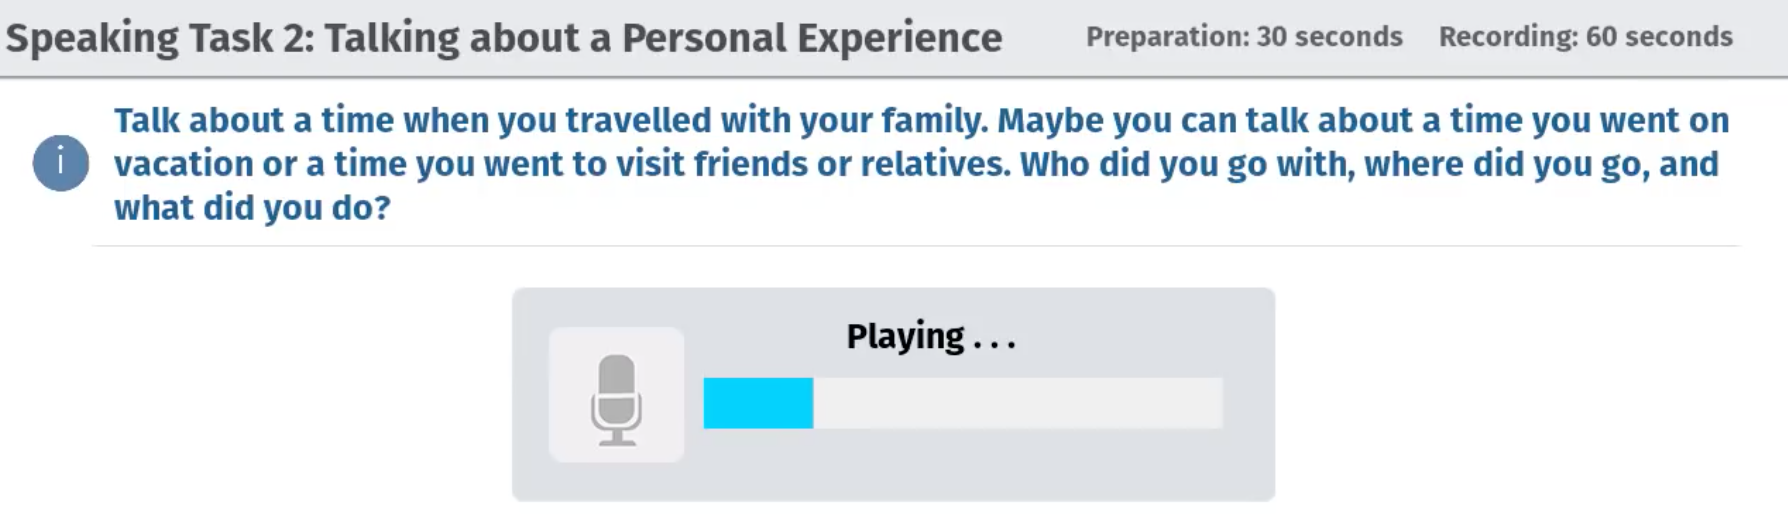 Speaking Task 2: Talking about a Personal Experience
Preparation: 30 seconds
Recording: 60 seconds
Talk about a time when you travelled with your family. Maybe you can talk about a time you went on
vacation or a time you went to visit friends or relatives. Who did you go with, where did you go, and
what did you do?
i
Playing . . .